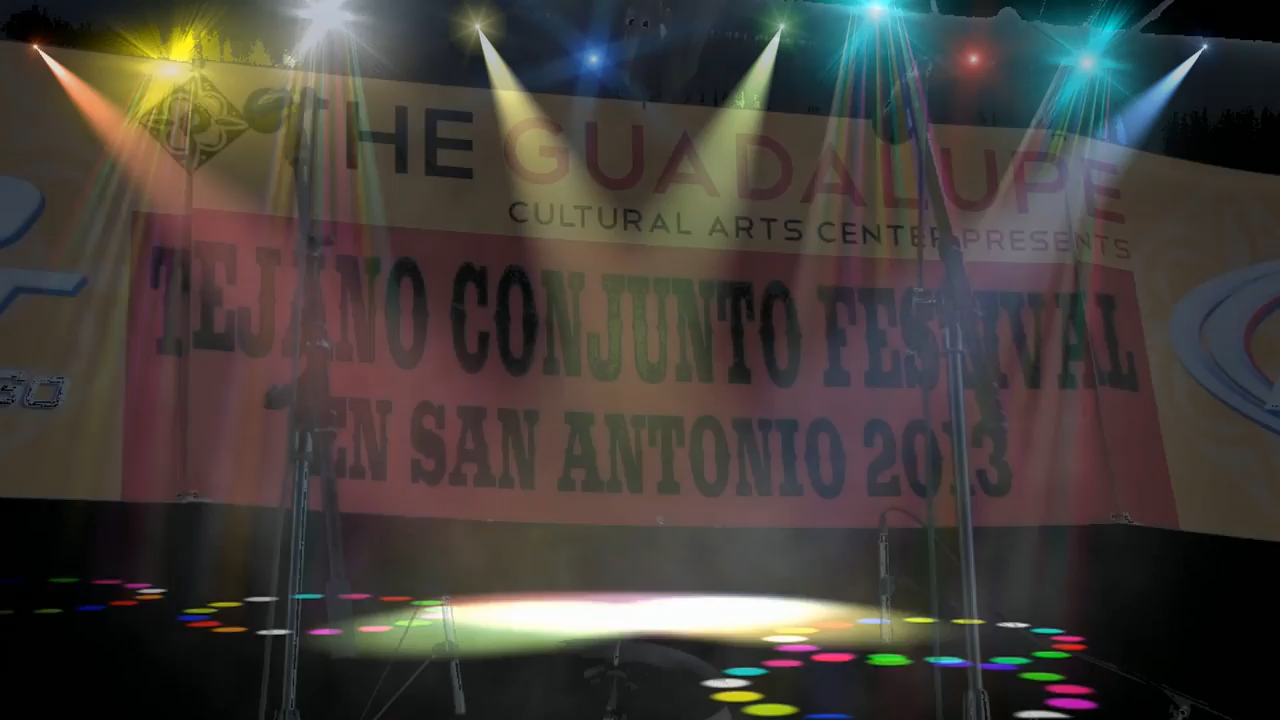 THE GUADALUPE
CULTURAL ARTS CENTER PRESENTS
TEJANO CONJUNTO FESTIVAL
EN SAN ANTONIO 2013